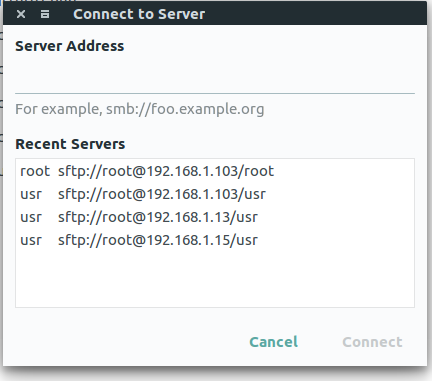 Connect to Server
Server Address
For example, smb://foo.example.org
Recent Servers
root sftp://root@192.168.1.103/root
usr sftp://root@192.168.1.103/usr
usr sftp://root@192.168.1.13/usr
usr sftp://root@192.168.1.15/usr
Cancel Connect